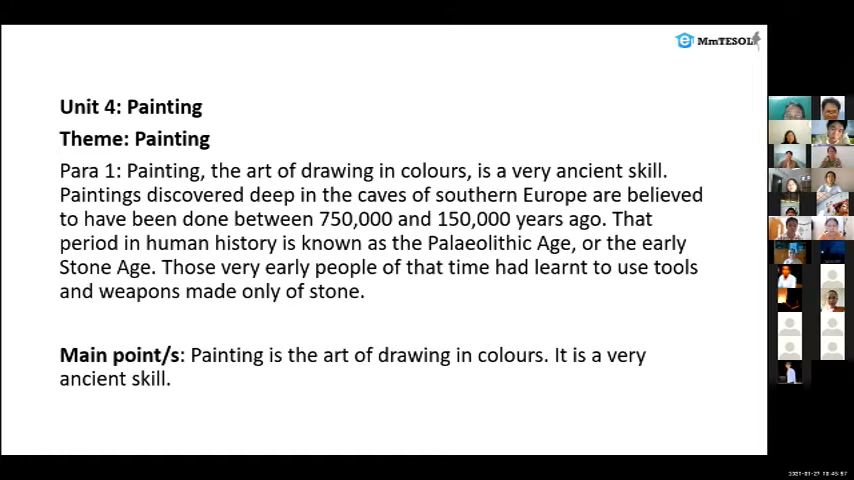 MmTESOL
Unit 4: Painting
Theme: Painting
Para 1: Painting, the art of drawing in colours, is a very ancient skill.
Paintings discovered deep in the caves of southern Europe are believed
to have been done between 750,000 and 150,000 years ago. That
period in human history is known as the Palaeolithic Age, or the early
Stone Age. Those very early people of that time had learnt to use tools
and weapons made only of stone.
Main point/s: Painting is the art of drawing in colours. It is a very
ancient skill.